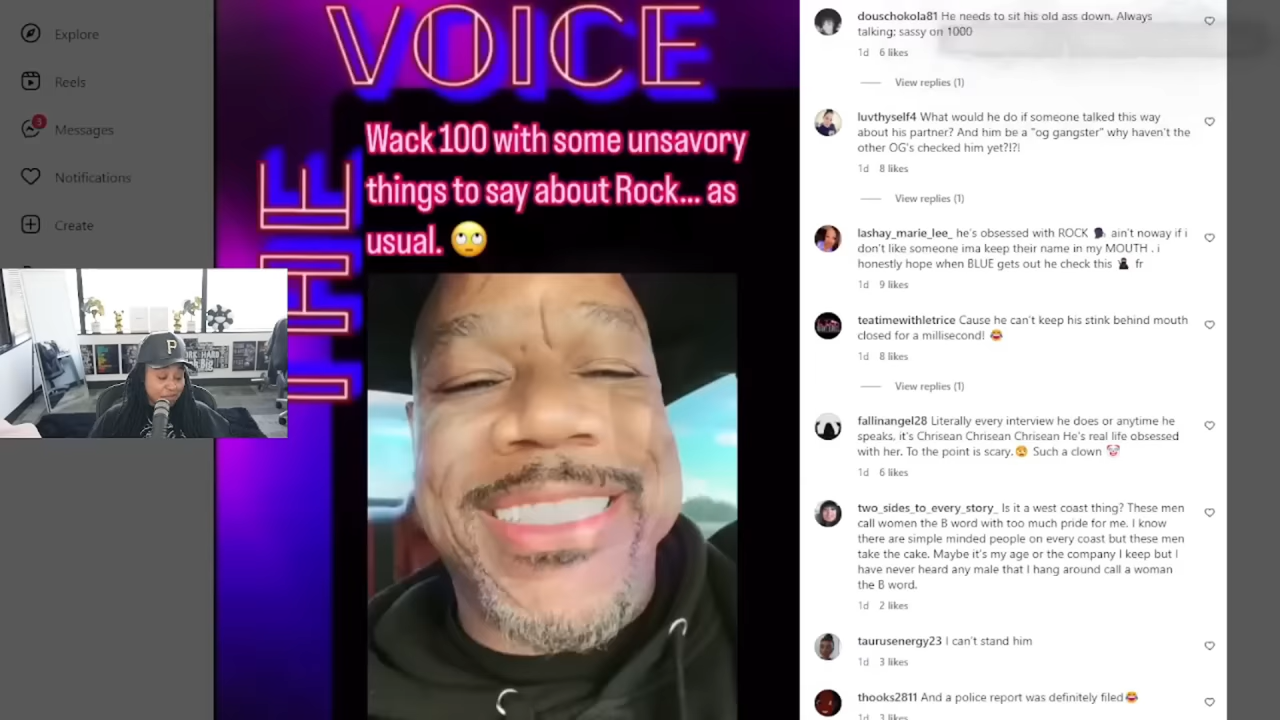 Explore
Reels
3
Messages
Notifications
Create
VOICE
THE
Wack 100 with some unsavory
things to say about Rock... as
usual. 🙄
P
douschokola81 He needs to sit his old ass down. Always
talking; sassy on 1000
1d 6 likes
View replies (1)
luvthyself4 What would he do if someone talked this way
about his partner? And him be a "og gangster" why haven't the
other OG's checked him yet?!?!
1d 8 likes
View replies (1)
lashay_marie_lee_ he's obsessed with ROCK 🗣 ain't noway if i
don't like someone ima keep their name in my MOUTH . i
honestly hope when BLUE gets out he check this 🥷🏿 fr
1d 9 likes
teatimewithletrice Cause he can't keep his stink behind mouth
closed for a millisecond! 😂
1d 8 likes
View replies (1)
fallinangel28 Literally every interview he does or anytime he
speaks, it's Chrisean Chrisean Chrisean He's real life obsessed
with her. To the point is scary. Such a clown 🤡
1d 6 likes
two_sides_to_every_story_ Is it a west coast thing? These men
call women the B word with too much pride for me. I know
there are simple minded people on every coast but these men
take the cake. Maybe it's my age or the company I keep but I
have never heard any male that I hang around call a woman
the B word.
1d 2 likes
taurusenergy23 I can't stand him
1d 3 likes
thooks2811 And a police report was definitely filed😂
1d 3 likes